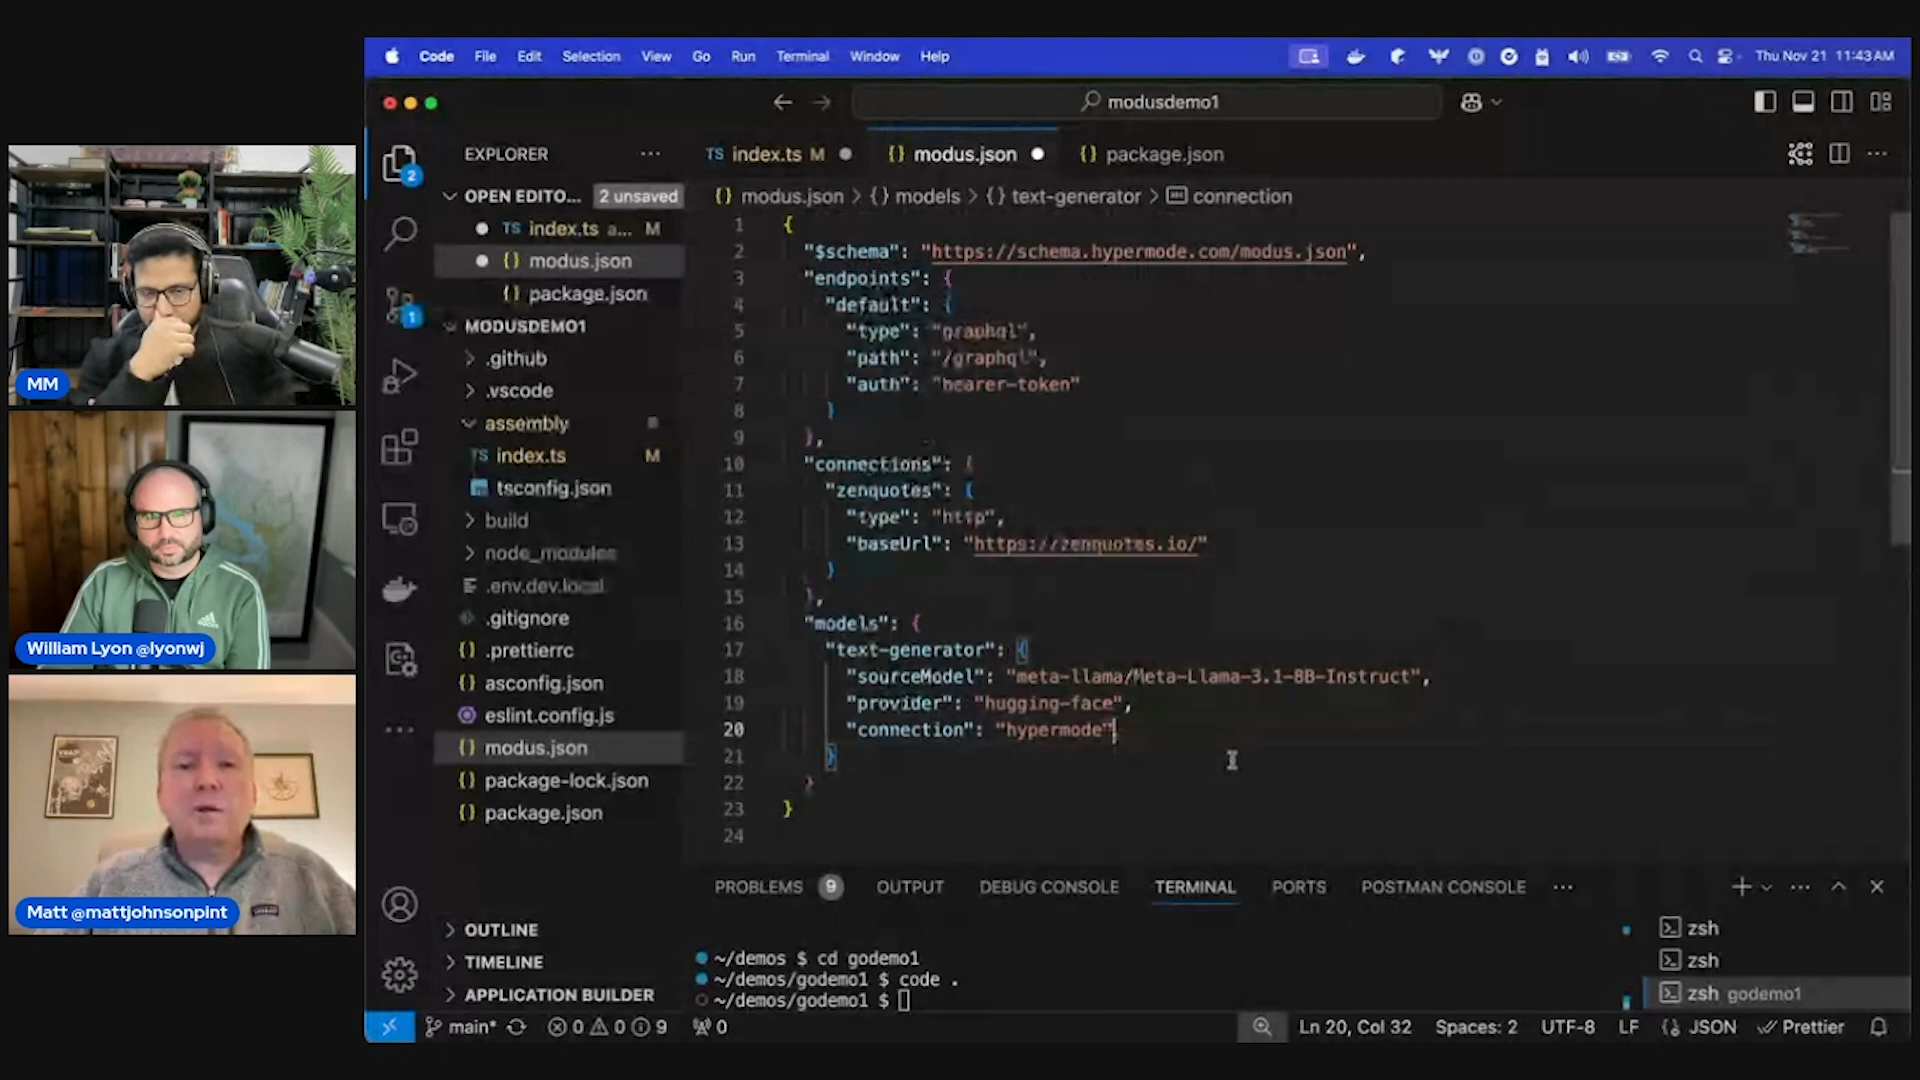 Code File Edit Selection View Go Run Terminal Window Help Thu Nov 21 11:43 AM
modusdemo1
EXPLORER
OPEN EDITO... 2 unsaved
TS index.ts a... M
{} modus.json
{} package.json
MODUSDEMO1
.github
.vscode
assembly
TS index.ts M
tsconfig.json
build
node_modules
.env.dev.local
.gitignore
{} .prettierrc
{} asconfig.json
eslint.config.js
{} modus.json
{} package-lock.json
{} package.json
OUTLINE
TIMELINE
APPLICATION BUILDER
2
1
TS index.ts M
{} modus.json
{} package.json
{} modus.json > {} models > {} text-generator > connection
1 {
2 "$schema": "https://schema.hypermode.com/modus.json",
3 "endpoints": {
4 "default": {
5 "type": "graphql",
6 "path": "/graphql",
7 "auth": "bearer-token"
8 }
9 },
10 "connections": {
11 "zenquotes": {
12 "type": "http",
13 "baseUrl": "https://zenquotes.io/"
14 }
15 },
16 "models": {
17 "text-generator": {
18 "sourceModel": "meta-llama/Meta-Llama-3.1-8B-Instruct",
19 "provider": "hugging-face",
20 "connection": "hypermode"
21 }
22 }
23 }
24
PROBLEMS 9 OUTPUT DEBUG CONSOLE TERMINAL PORTS POSTMAN CONSOLE ...
~/demos $ cd godemo1
~/demos/godemo1 $ code .
~/demos/godemo1 $
zsh
zsh
zsh godemo1
main* 0 0 9 0 Ln 20, Col 32 Spaces: 2 UTF-8 LF {} JSON Prettier
MM
William Lyon @lyonwj
Matt @mattjohnsonpint